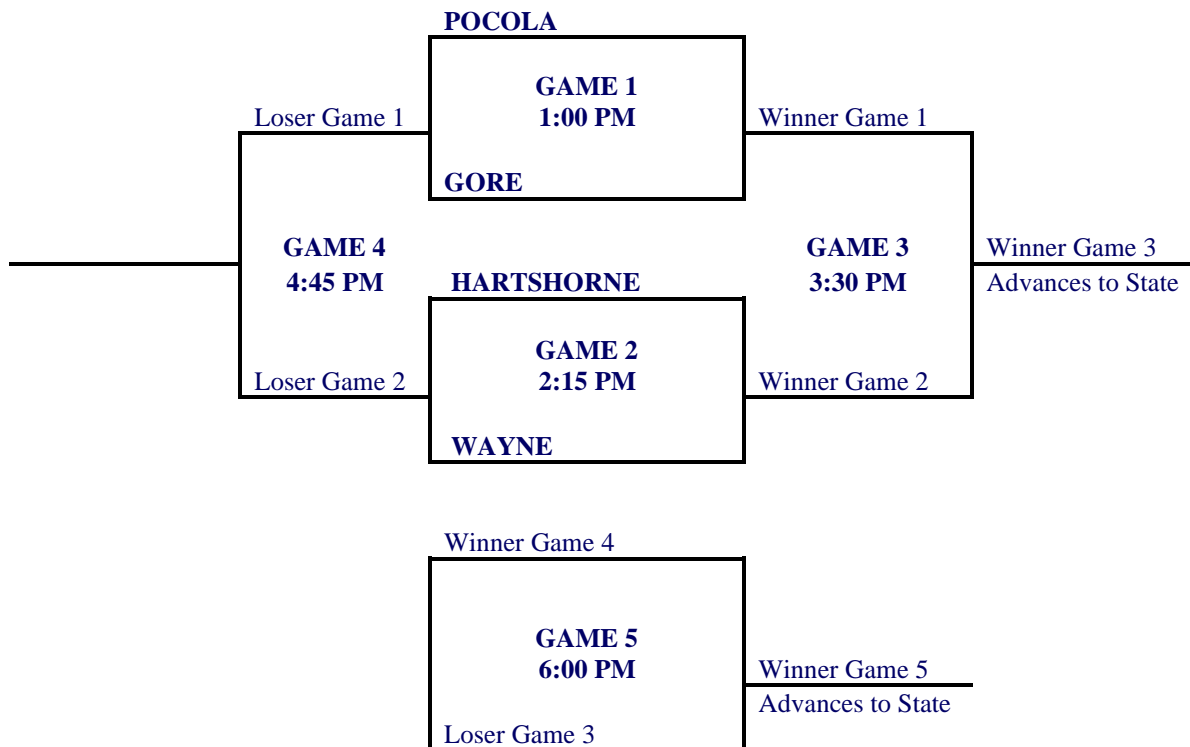 POCOLA
GAME 1
Loser Game 1
1:00 PM
Winner Game 1
GORE
GAME 4
GAME 3
Winner Game 3
4:45 PM
HARTSHORNE
3:30 PM
Advances to State
GAME 2
Loser Game 2
2:15 PM
Winner Game 2
WAYNE
Winner Game 4
GAME 5
6:00 PM
Winner Game 5
Advances to State
Loser Game 3